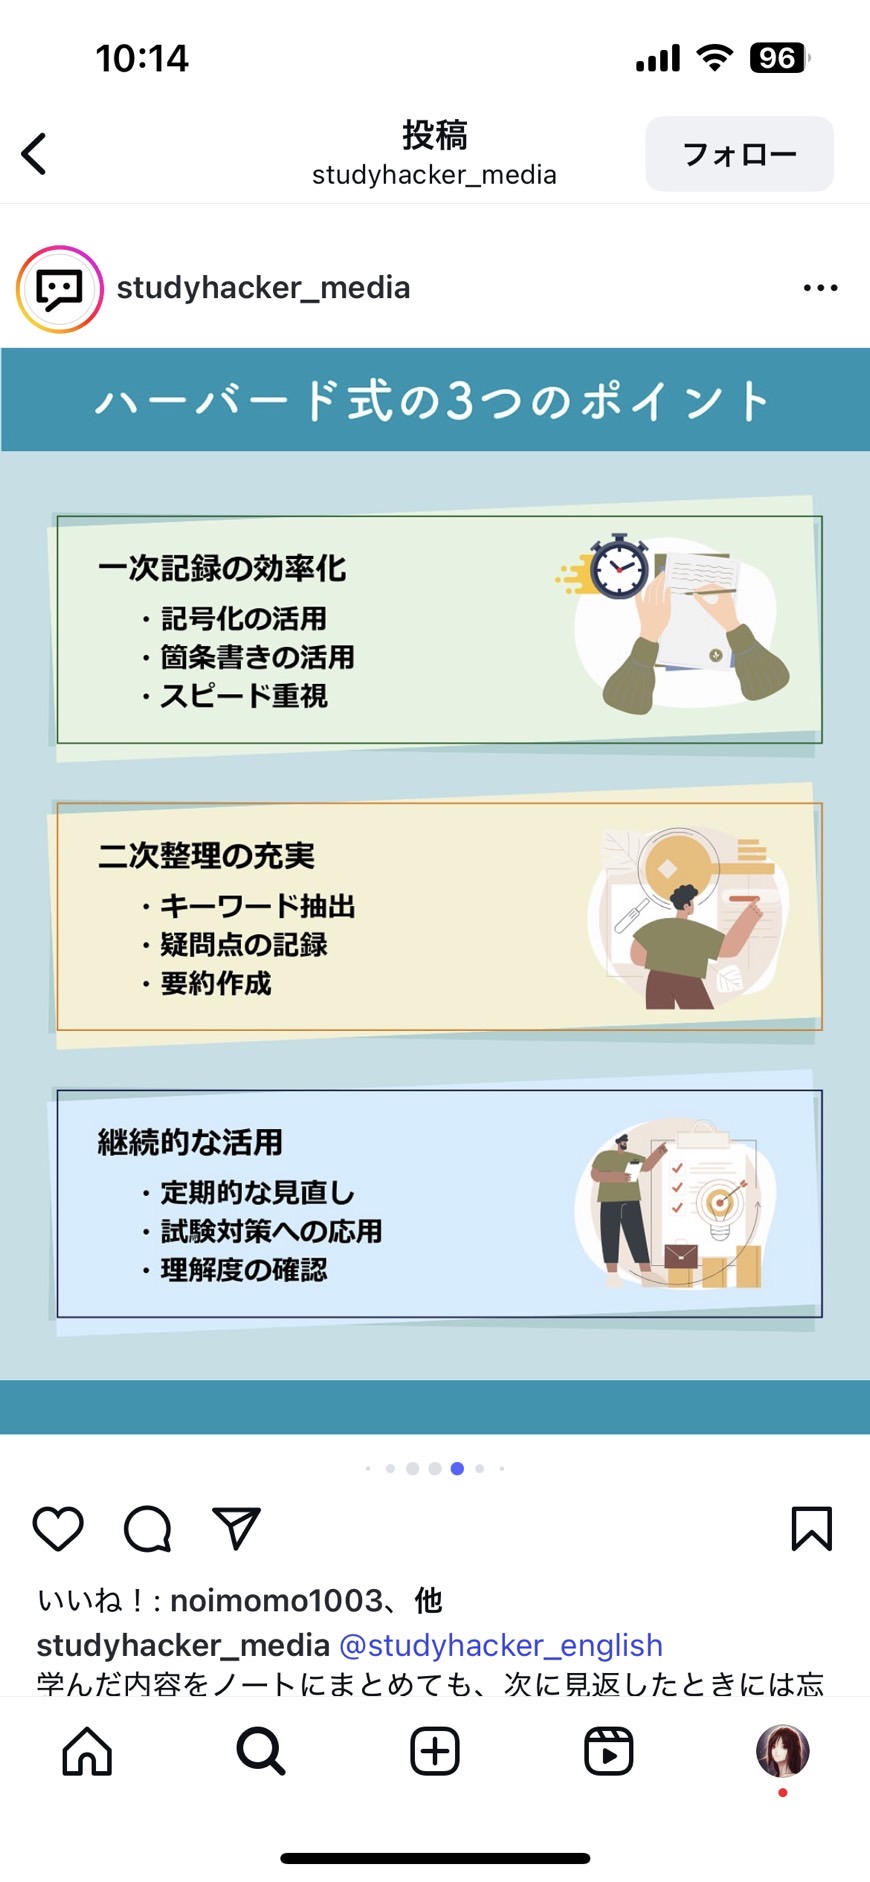 10:14
96
投稿
studyhacker_media
フォロー
studyhacker_media
ハーバード式の3つのポイント
一次記録の効率化
・記号化の活用
・箇条書きの活用
・スピード重視
二次整理の充実
・キーワード抽出
・疑問点の記録
・要約作成
継続的な活用
・定期的な見直し
・試験対策への応用
・理解度の確認
いいね！: noimomo1003、他
studyhacker_media @studyhacker_english
学んだ内容をノートにまとめても、次に見返したときには忘